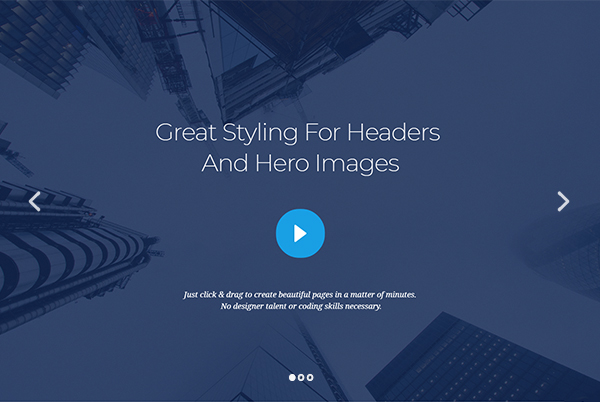 Great Styling For Headers
And Hero Images
Just click & drag to create beautiful pages in a matter of minutes.
No designer talent or coding skills necessary.